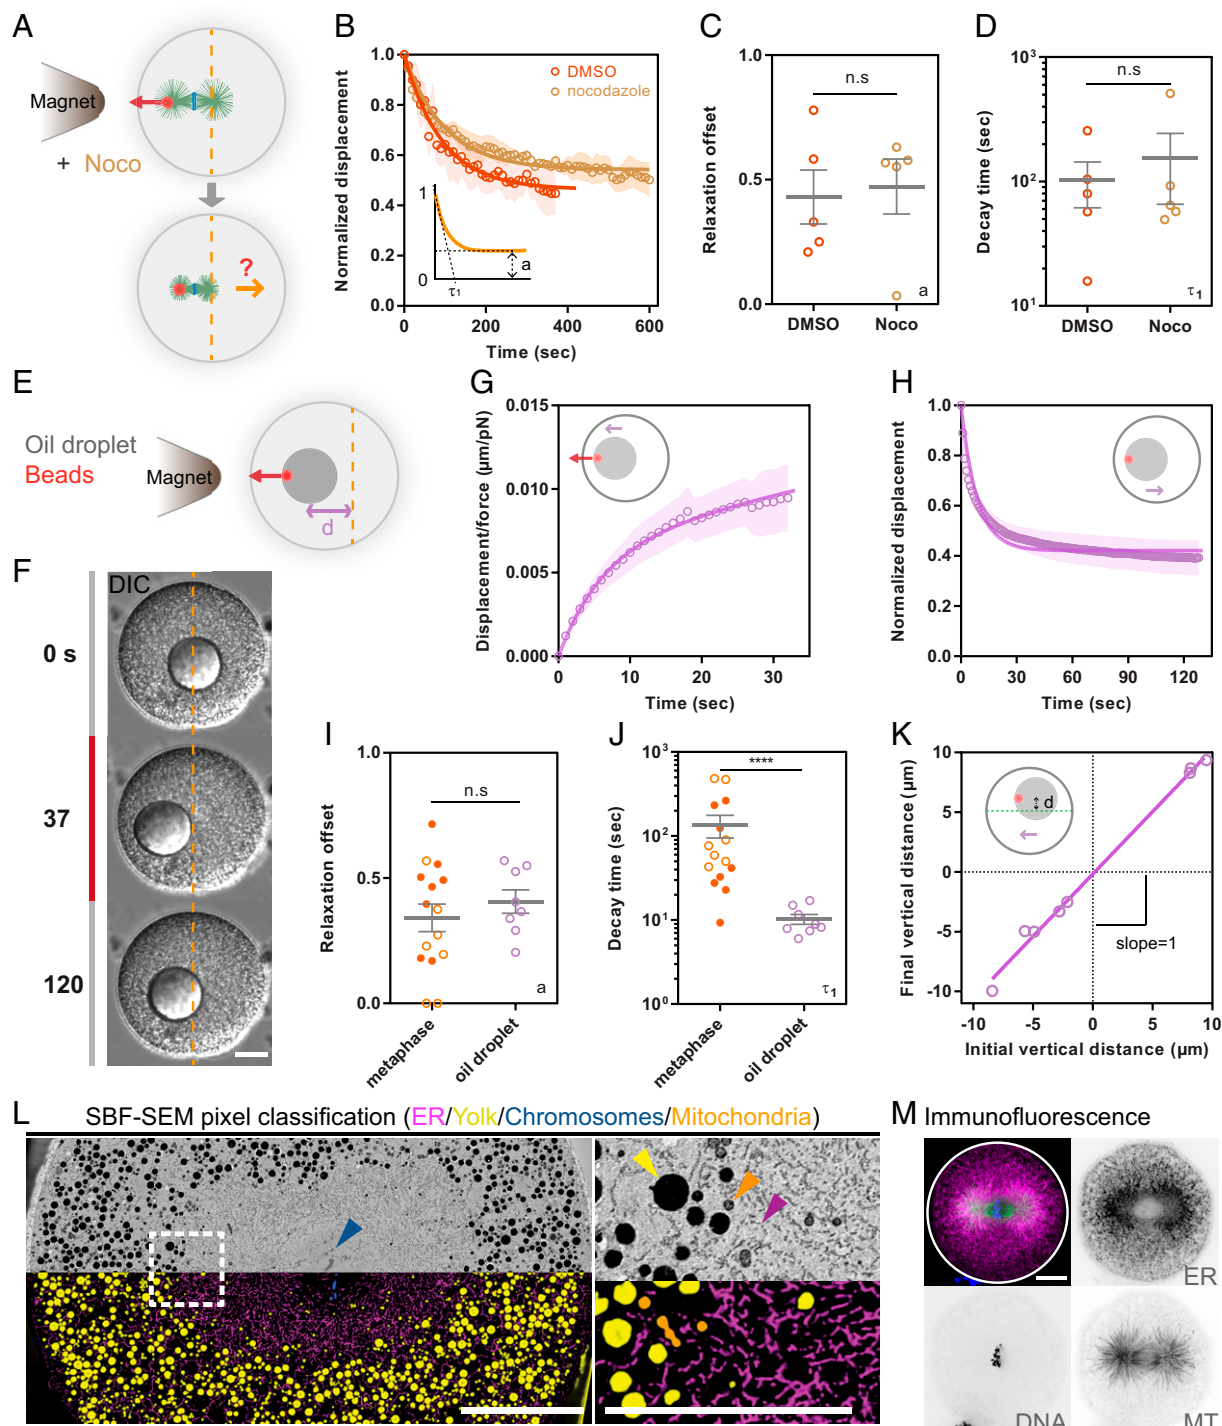 A
Magnet
+ Noco
?
B
Normalized displacement
1.0
0.8
0.6
0.4
0.2
0.0
DMSO
nocodazole
1
0
a
τ1
0 200 400 600
Time (sec)
C
Relaxation offset
1.0
0.5
0.0
n.s
a
DMSO Noco
D
Decay time (sec)
10³
10²
10¹
n.s
τ1
DMSO Noco
E
Oil droplet
Beads
Magnet
d
F
DIC
0 s
37
120
G
Displacement/force (µm/pN)
0.015
0.010
0.005
0.000
0 10 20 30
Time (sec)
H
Normalized displacement
1.0
0.8
0.6
0.4
0.2
0.0
0 30 60 90 120
Time (sec)
I
Relaxation offset
1.0
0.5
0.0
n.s
a
metaphase
oil droplet
J
Decay time (sec)
10³
10²
10¹
10⁰
****
τ1
metaphase
oil droplet
K
Final vertical distance (µm)
10
5
0
-5
-10
d
slope=1
-10 -5 0 5 10
Initial vertical distance (µm)
L
SBF-SEM pixel classification (ER/Yolk/Chromosomes/Mitochondria)
M Immunofluorescence
ER
DNA
MT